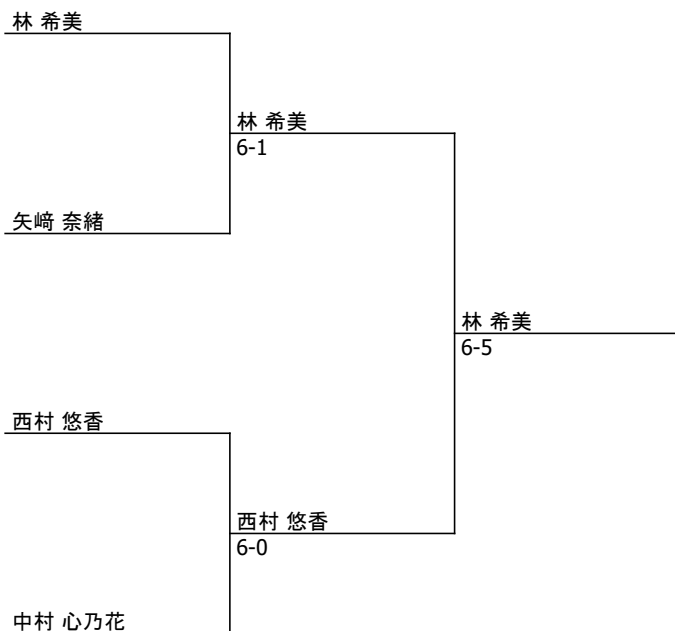 林 希美
林 希美
6-1
矢﨑 奈緒
林 希美
6-5
西村 悠香
西村 悠香
6-0
中村 心乃花